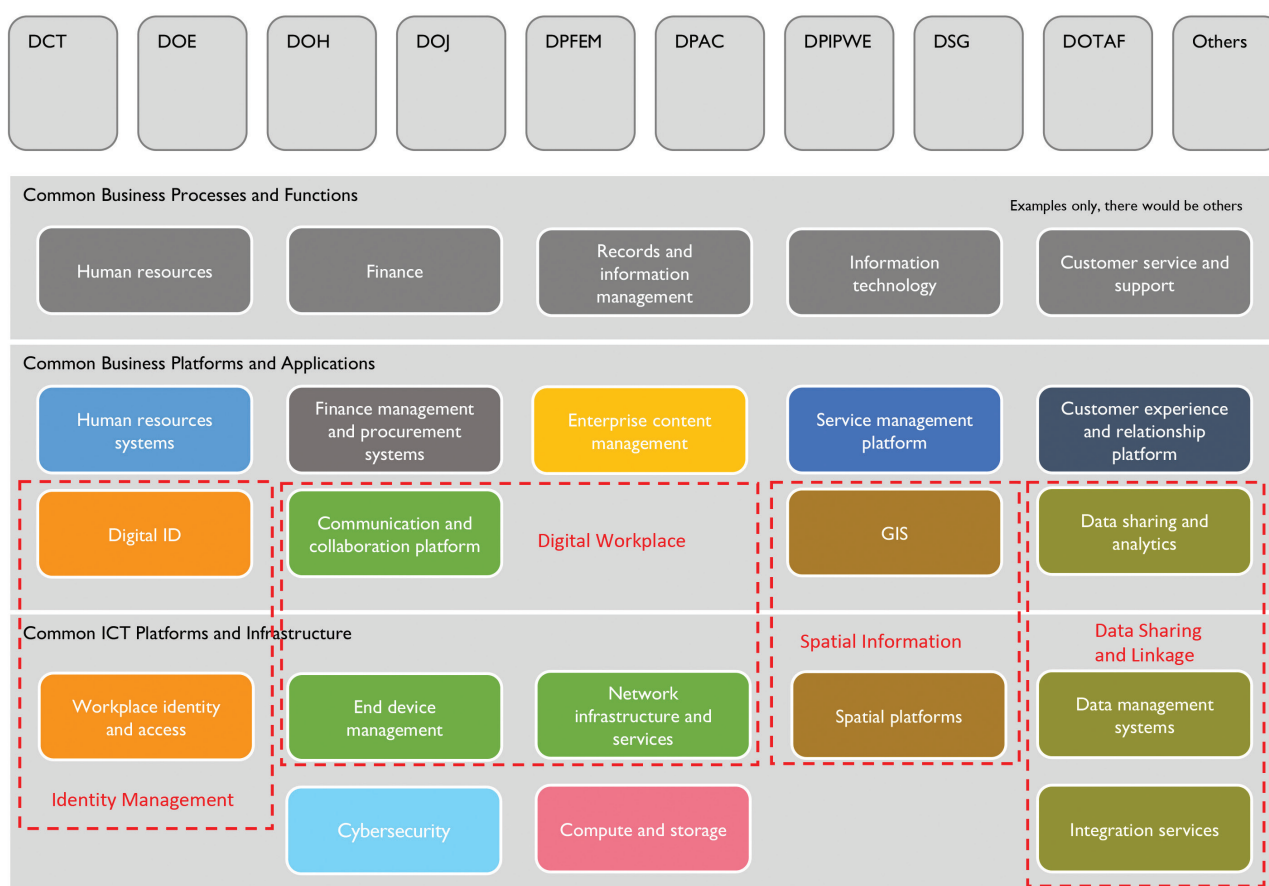 DCT
DOE
DOH
DOJ
DPFEM
DPAC
DPIPWE
DSG
DOTAF
Others
Common Business Processes and Functions
Examples only, there would be others
Human resources
Finance
Records and
information
management
Information
technology
Customer service and
support
Common Business Platforms and Applications
Human resources
systems
Finance management
and procurement
systems
Enterprise content
management
Service management
platform
Customer experience
and relationship
platform
Digital ID
Communication and
collaboration platform
Digital Workplace
GIS
Data sharing and
analytics
Common ICT Platforms and Infrastructure
Spatial Information
Data Sharing
and Linkage
Workplace identity
and access
End device
management
Network
infrastructure and
services
Spatial platforms
Data management
systems
Identity Management
Cybersecurity
Compute and storage
Integration services